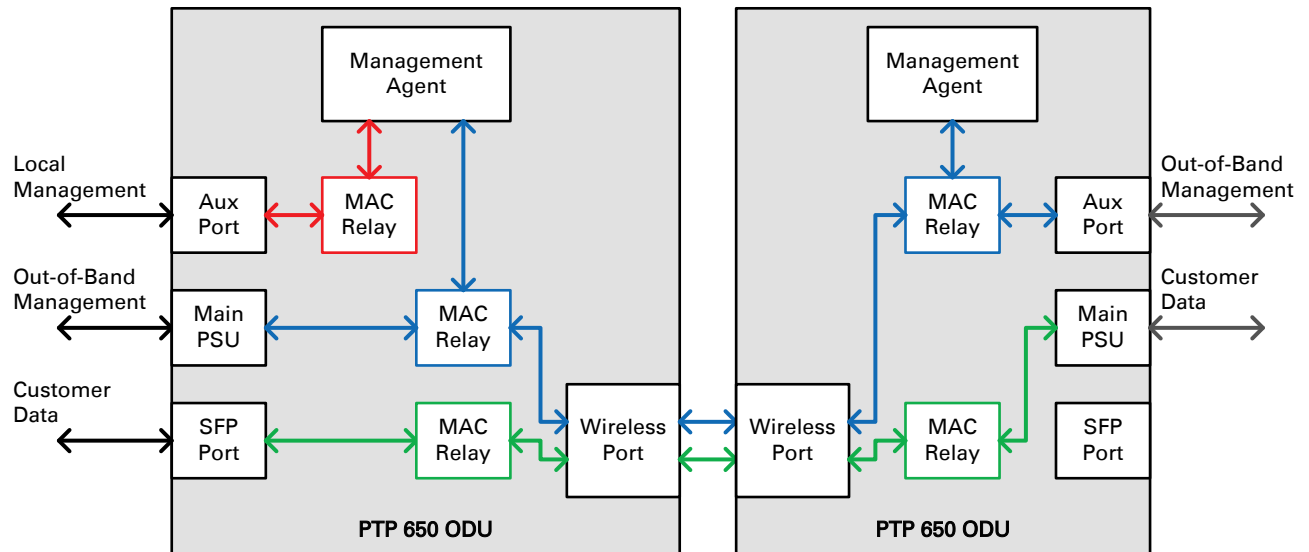 Management
Agent
Management
Agent
Local
Management
Aux
Port
MAC
Relay
MAC
Relay
Aux
Port
Out-of-Band
Management
Out-of-Band
Management
Main
PSU
MAC
Relay
Main
PSU
Customer
Data
Customer
Data
SFP
Port
MAC
Relay
Wireless
Port
Wireless
Port
MAC
Relay
SFP
Port
PTP 650 ODU
PTP 650 ODU